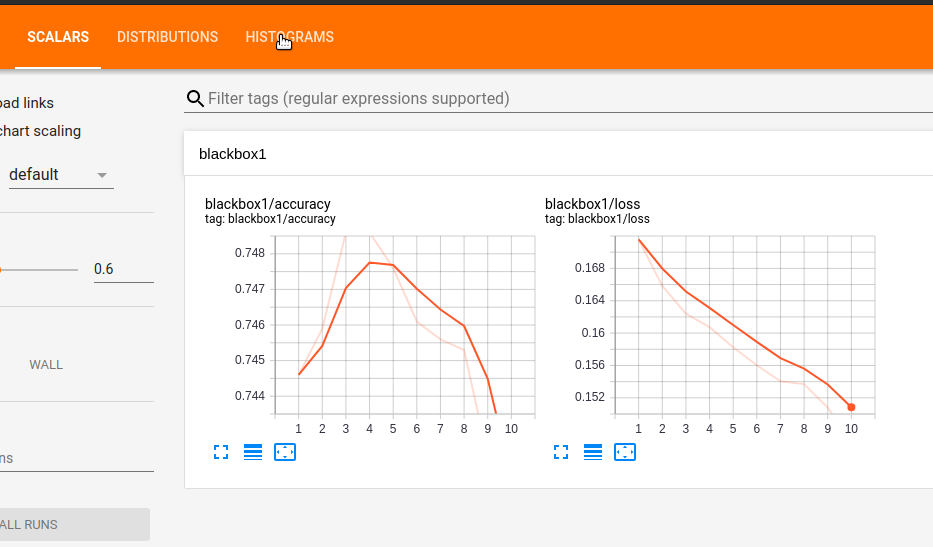 SCALARS DISTRIBUTIONS HISTOGRAMS
oad links
chart scaling
default
0.6
WALL
ns
ALL RUNS
Filter tags (regular expressions supported)
blackbox1
blackbox1/accuracy
tag: blackbox1/accuracy
0.748
0.747
0.746
0.745
0.744
1 2 3 4 5 6 7 8 9 10
blackbox1/loss
tag: blackbox1/loss
0.168
0.164
0.16
0.156
0.152
1 2 3 4 5 6 7 8 9 10